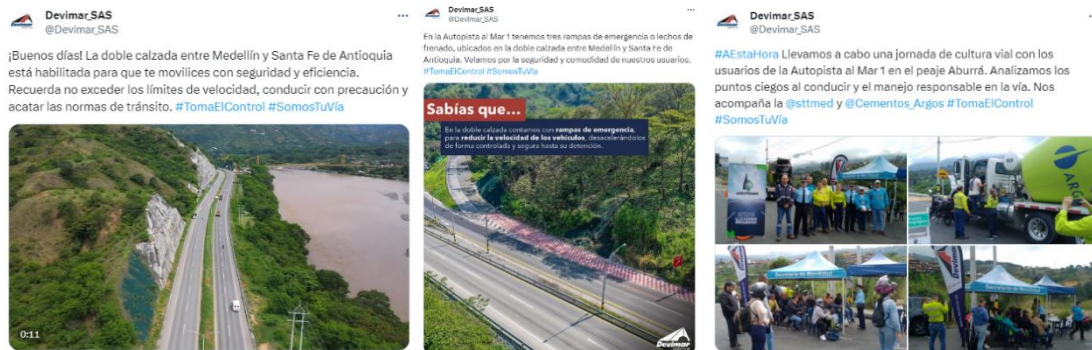 Devimar_SAS
@Devimar_SAS
¡Buenos días! La doble calzada entre Medellín y Santa Fe de Antioquia
está habilitada para que te movilices con seguridad y eficiencia.
Recuerda no exceder los límites de velocidad, conducir con precaución y
acatar las normas de tránsito. #TomaElControl #SomosTuVía
0:11
Devimar_SAS
@Devimar_SAS
En la Autopista al Mar 1 tenemos tres rampas de emergencia o lechos de
frenado, ubicados en la doble calzada entre Medellín y Santa Fe de
Antioquia. Velamos por la seguridad y comodidad de nuestros usuarios.
#TomaElControl #SomosTuVía
Sabías que...
En la doble calzada contamos con rampas de emergencia,
para reducir la velocidad de los vehículos, desacelerándolos
de forma controlada y segura hasta su detención.
Devimar
Devimar_SAS
@Devimar_SAS
#AEstaHora Llevamos a cabo una jornada de cultura vial con los
usuarios de la Autopista al Mar 1 en el peaje Aburrá. Analizamos los
puntos ciegos al conducir y el manejo responsable en la vía. Nos
acompaña la @sttmed y @Cementos_Argos #TomaElControl
#SomosTuVía
ARGOS
Devimar
Secretaría de Movilidad
Devimar